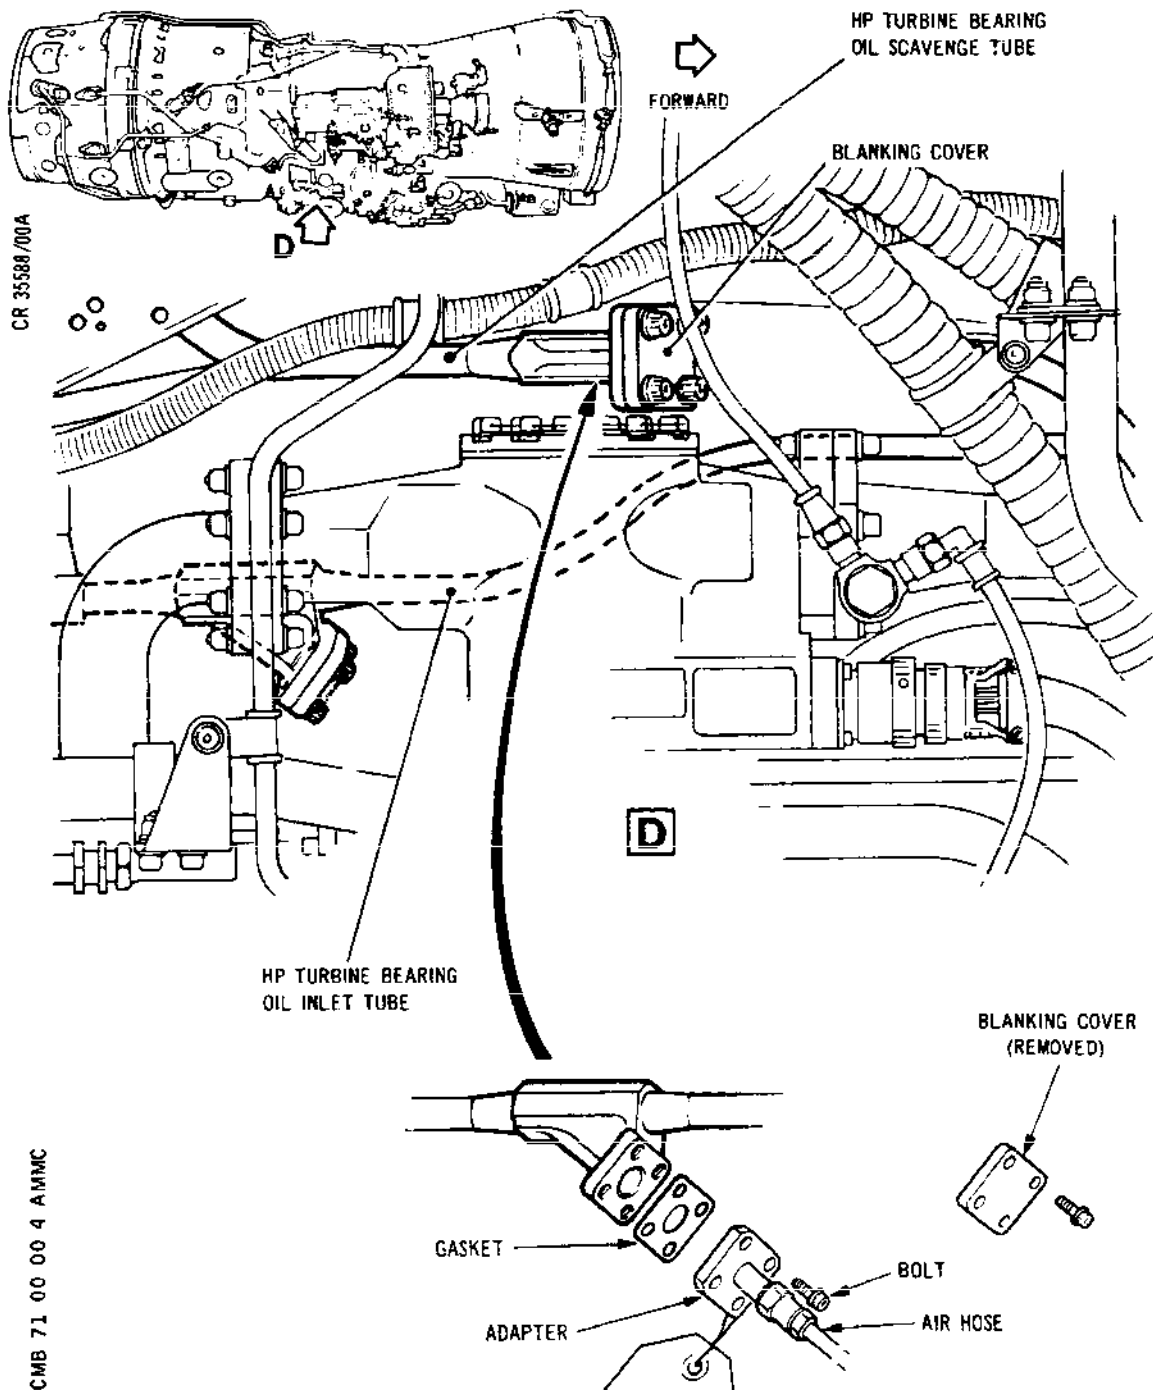 HP TURBINE BEARING
OIL SCAVENGE TUBE
FORWARD
BLANKING COVER
D
CR 35588/00A
D
HP TURBINE BEARING
OIL INLET TUBE
BLANKING COVER
(REMOVED)
GASKET
BOLT
ADAPTER
AIR HOSE
CMB 71 00 00 4 AMMC